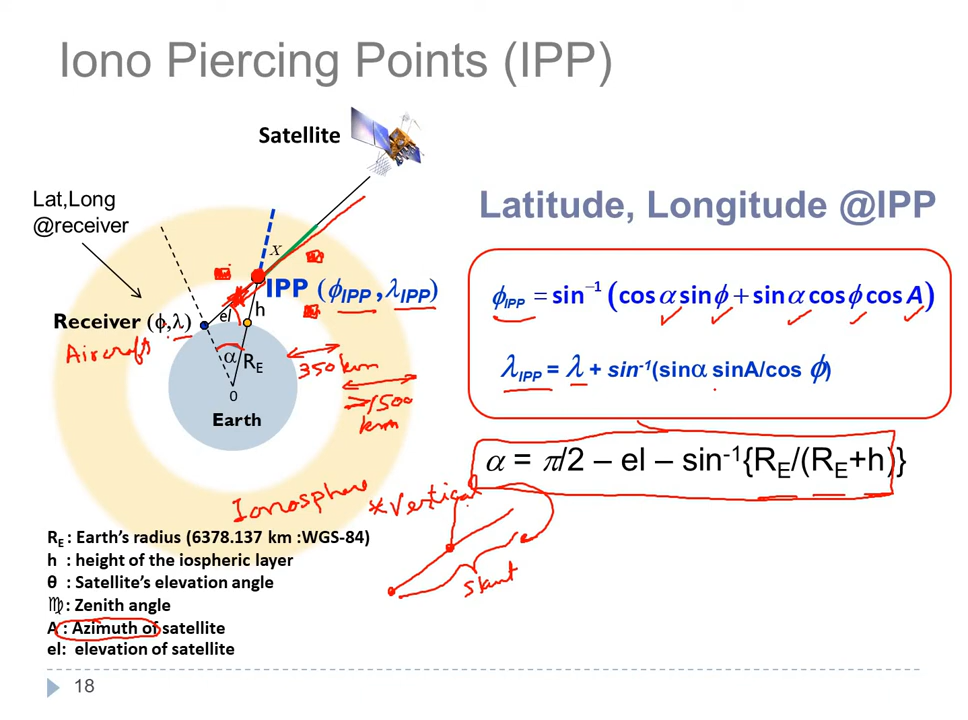 Iono Piercing Points (IPP)
Satellite
Lat,Long
@receiver
Latitude, Longitude @IPP
x
IPP (ϕIPP , λIPP)
h
el
Receiver (ϕ,λ)
Aircraft
α
RE
0
Earth
350 km
>1500
km
ϕIPP = sin⁻¹ (cos α sin ϕ + sin α cos ϕ cos A)
λIPP = λ + sin⁻¹(sinα sinA/cos ϕ)
α = π/2 – el – sin⁻¹{RE/(RE+h)}
Ionosphere
*Vertical
Slant
RE : Earth's radius (6378.137 km :WGS-84)
h : height of the iospheric layer
θ : Satellite's elevation angle
♍: Zenith angle
A : Azimuth of satellite
el: elevation of satellite
18